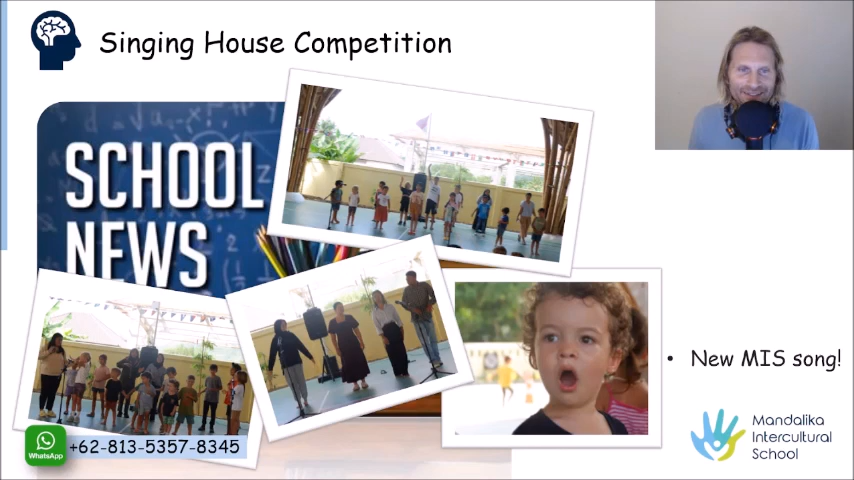 Singing House Competition
SCHOOL
NEWS
• New MIS song!
WhatsApp
+62-813-5357-8345
Mandalika
Intercultural
School